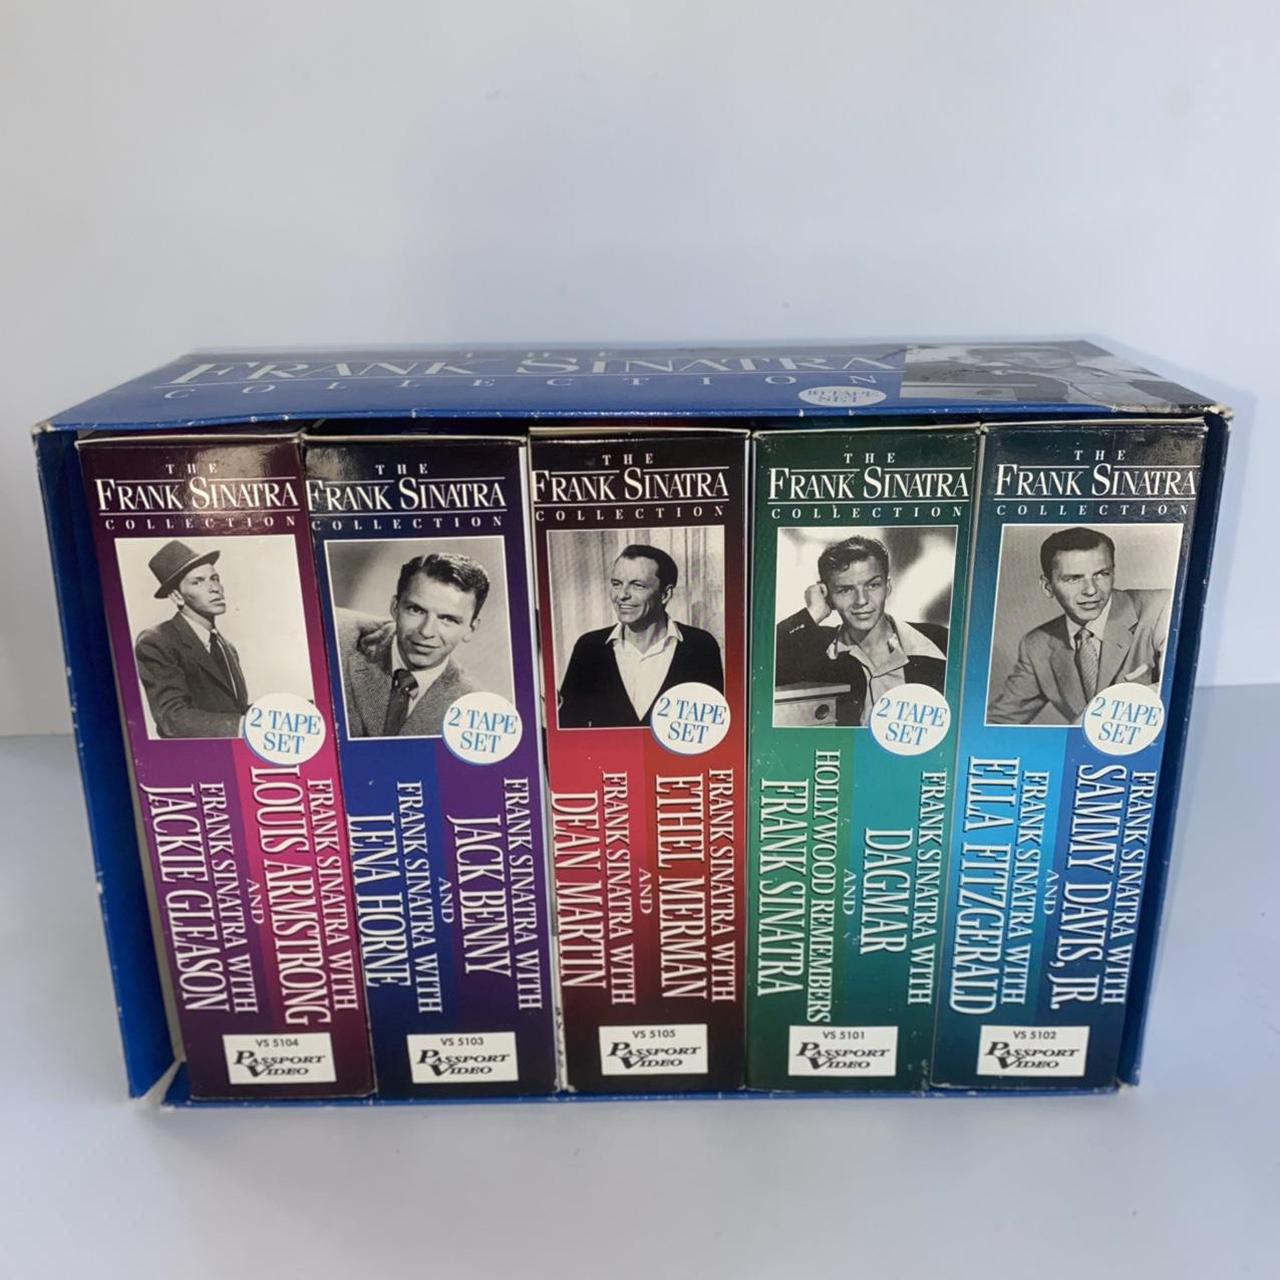 THE
FRANK SINATRA
COLLECTION
10 TAPE
SET
THE
FRANK SINATRA
COLLECTION
2 TAPE
SET
FRANK SINATRA WITH
LOUIS ARMSTRONG
AND
FRANK SINATRA WITH
JACKIE GLEASON
VS 5104
PASSPORT
VIDEO
THE
FRANK SINATRA
COLLECTION
2 TAPE
SET
FRANK SINATRA WITH
JACK BENNY
AND
FRANK SINATRA WITH
LENA HORNE
VS 5103
PASSPORT
VIDEO
THE
FRANK SINATRA
COLLECTION
2 TAPE
SET
FRANK SINATRA WITH
ETHEL MERMAN
AND
FRANK SINATRA WITH
DEAN MARTIN
VS 5105
PASSPORT
VIDEO
THE
FRANK SINATRA
COLLECTION
2 TAPE
SET
FRANK SINATRA WITH
DAGMAR
AND
HOLLYWOOD REMEMBERS
FRANK SINATRA
VS 5101
PASSPORT
VIDEO
THE
FRANK SINATRA
COLLECTION
2 TAPE
SET
FRANK SINATRA WITH
SAMMY DAVIS, JR.
AND
FRANK SINATRA WITH
ELLA FITZGERALD
VS 5102
PASSPORT
VIDEO